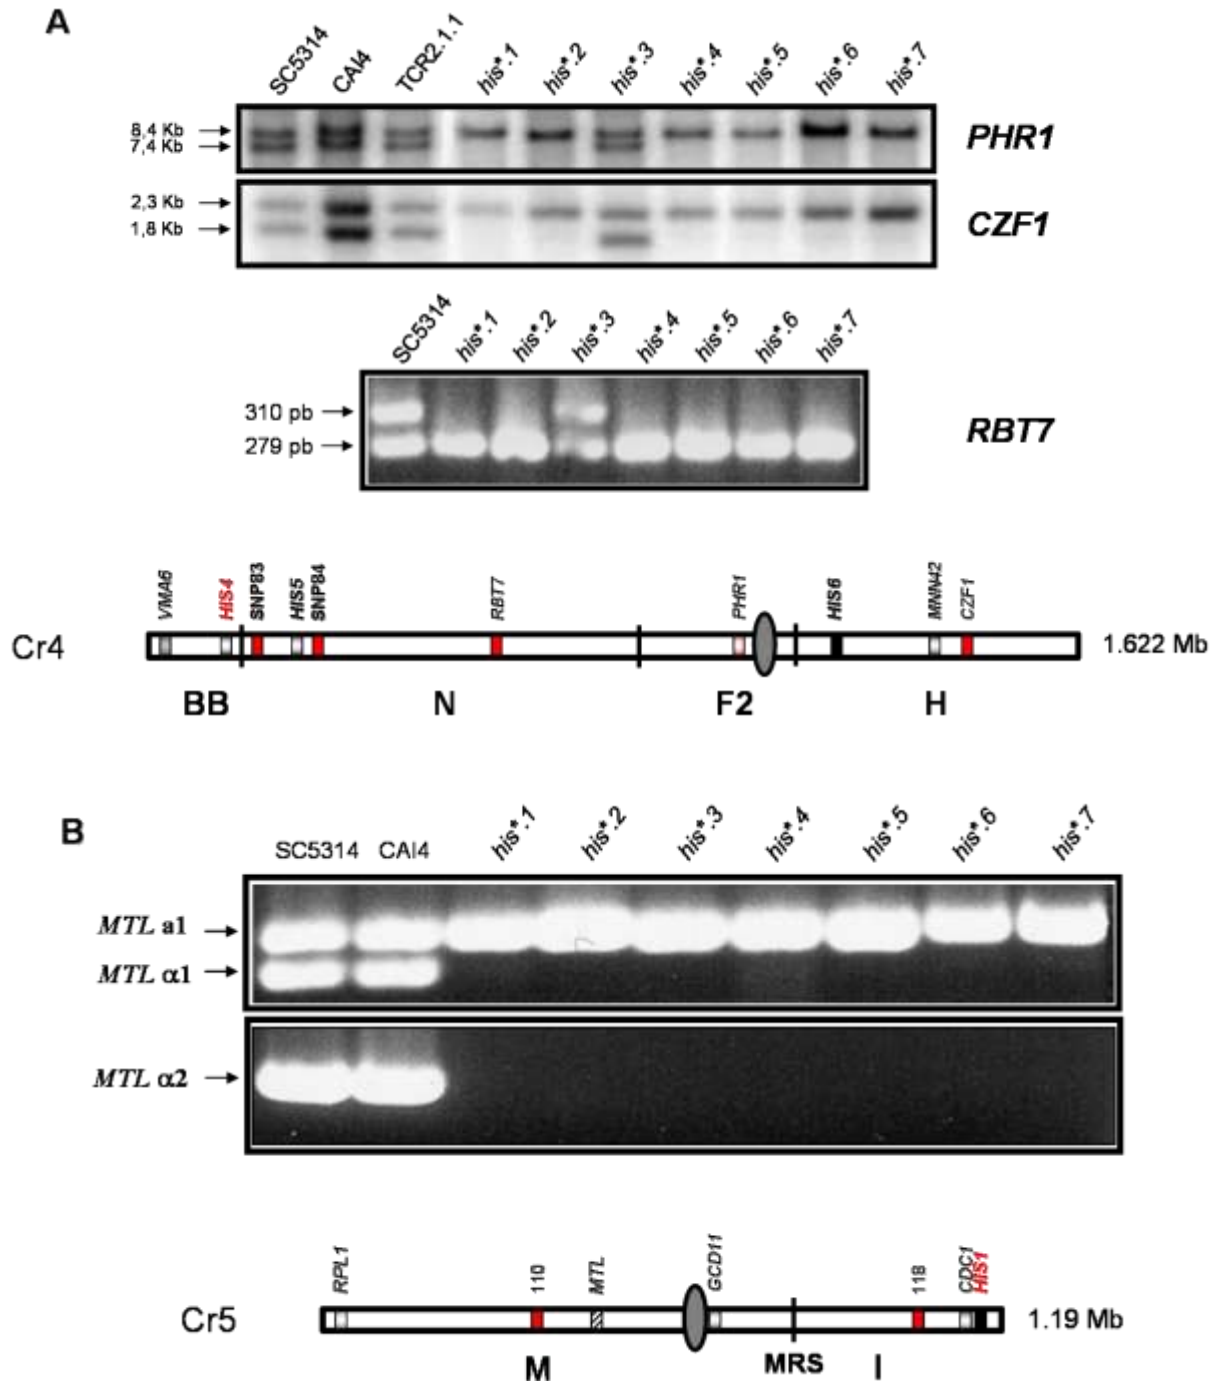 A
SC5314 CAI4 TCR2.1.1 his*.1 his*.2 his*.3 his*.4 his*.5 his*.6 his*.7
8,4 Kb
7,4 Kb
PHR1
2,3 Kb
1,8 Kb
CZF1
SC5314 his*.1 his*.2 his*.3 his*.4 his*.5 his*.6 his*.7
310 pb
279 pb
RBT7
VMA6 HIS4 SNP83 HIS5 SNP84 RBT7 PHR1 HIS6 MNN42 CZF1
Cr4 1.622 Mb
BB N F2 H
B
SC5314 CAI4 his*.1 his*.2 his*.3 his*.4 his*.5 his*.6 his*.7
MTL a1
MTL α1
MTL α2
RPL1 110 MTL GCD11 118 CDC1 HIS1
Cr5 1.19 Mb
M MRS I